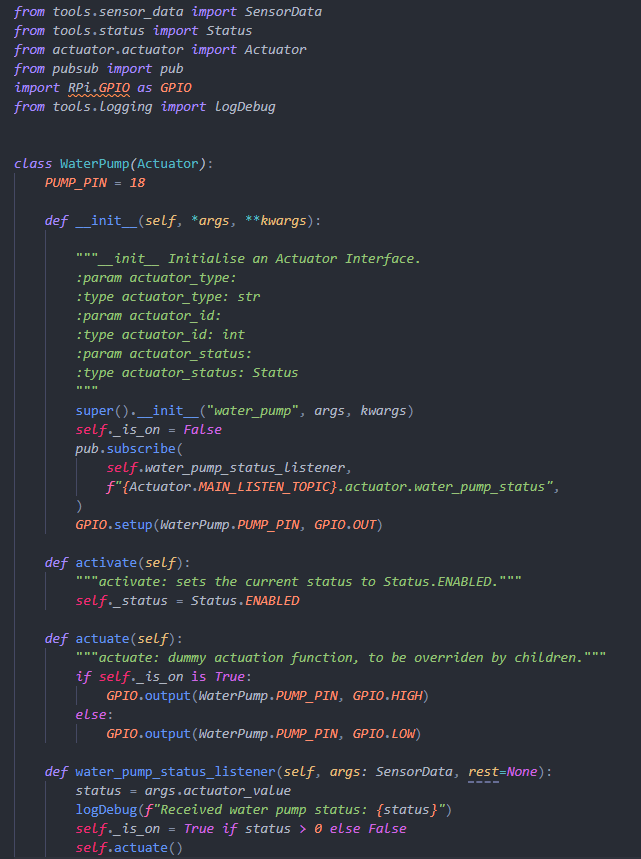 from tools.sensor_data import SensorData
from tools.status import Status
from actuator.actuator import Actuator
from pubsub import pub
import RPi.GPIO as GPIO
from tools.logging import logDebug
class WaterPump(Actuator):
PUMP_PIN = 18
def __init__(self, *args, **kwargs):
"""__init__ Initialise an Actuator Interface.
:param actuator_type:
:type actuator_type: str
:param actuator_id:
:type actuator_id: int
:param actuator_status:
:type actuator_status: Status
"""
super().__init__("water_pump", args, kwargs)
self._is_on = False
pub.subscribe(
self.water_pump_status_listener,
f"{Actuator.MAIN_LISTEN_TOPIC}.actuator.water_pump_status",
)
GPIO.setup(WaterPump.PUMP_PIN, GPIO.OUT)
def activate(self):
"""activate: sets the current status to Status.ENABLED."""
self._status = Status.ENABLED
def actuate(self):
"""actuate: dummy actuation function, to be overriden by children."""
if self._is_on is True:
GPIO.output(WaterPump.PUMP_PIN, GPIO.HIGH)
else:
GPIO.output(WaterPump.PUMP_PIN, GPIO.LOW)
def water_pump_status_listener(self, args: SensorData, rest=None):
status = args.actuator_value
logDebug(f"Received water pump status: {status}")
self._is_on = True if status > 0 else False
self.actuate()